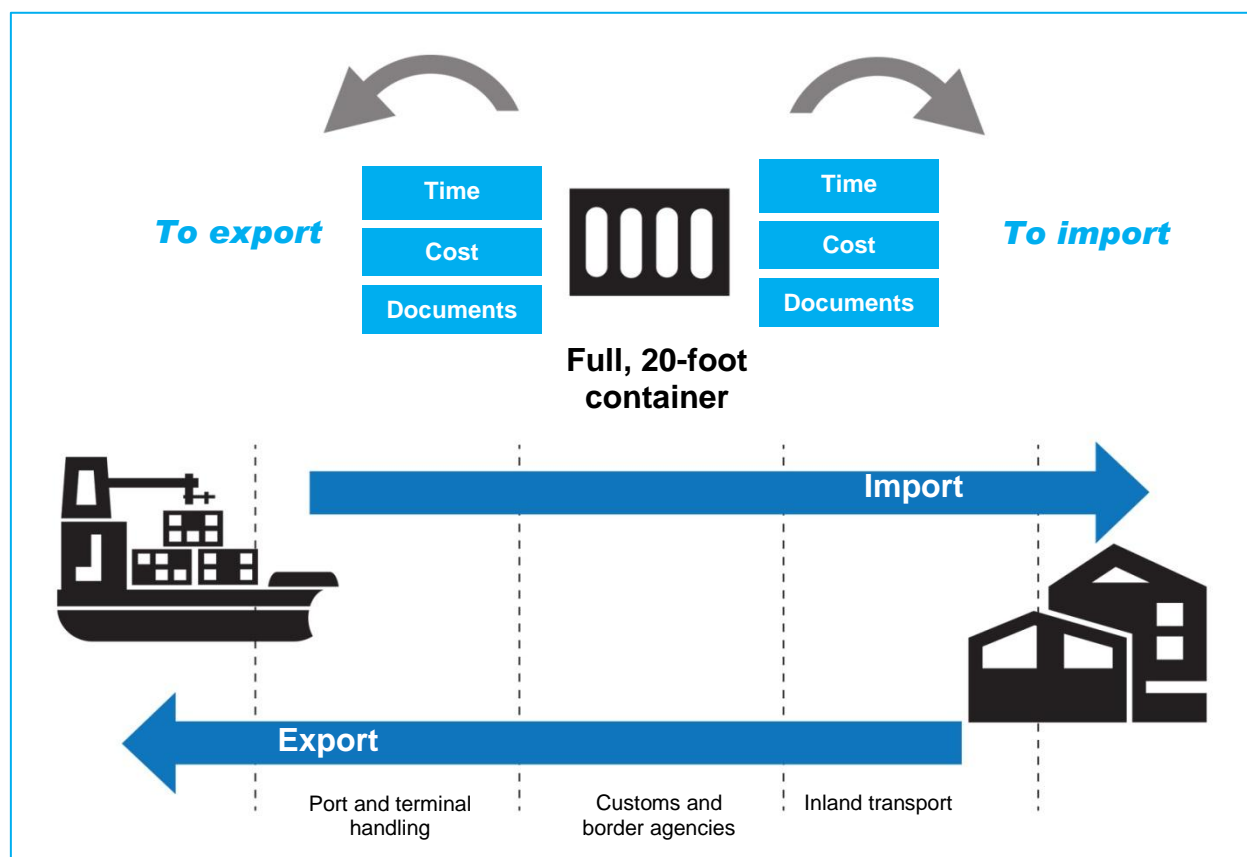 Time
Cost
Documents
To export
Time
Cost
Documents
To import
Full, 20-foot
container
Import
Export
Port and terminal
handling
Customs and
border agencies
Inland transport